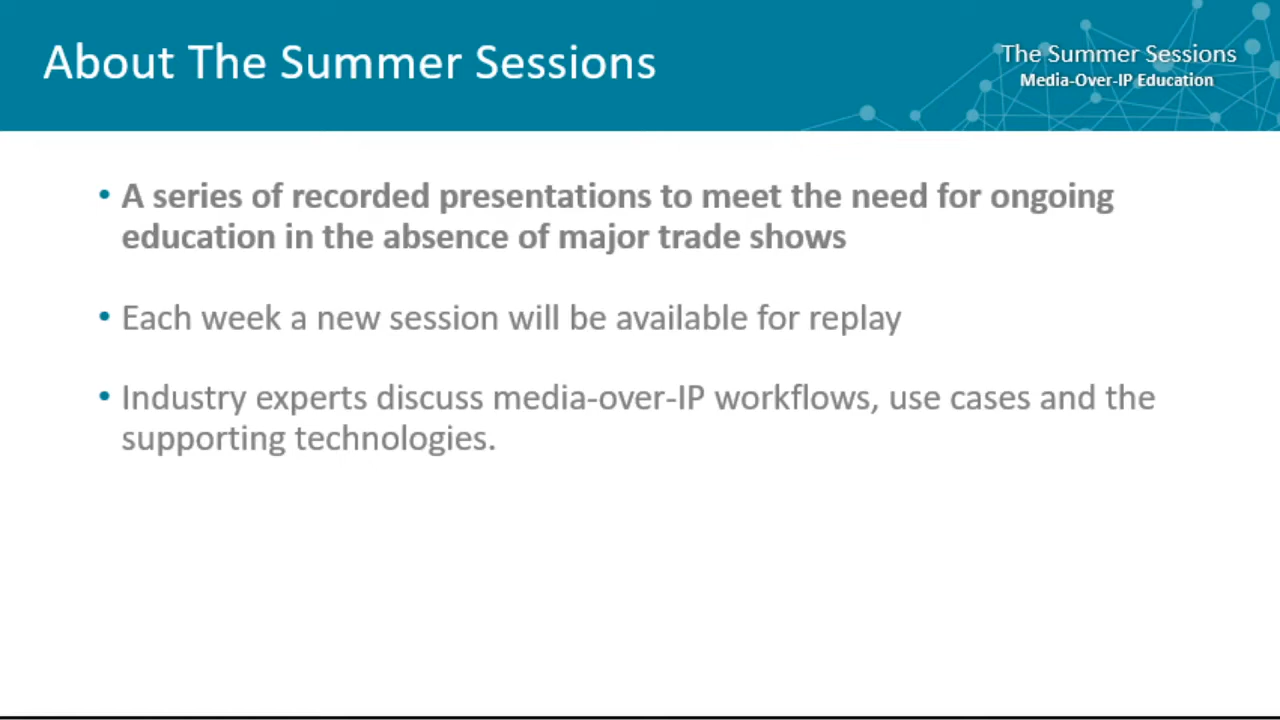 About The Summer Sessions
The Summer Sessions
Media-Over-IP Education
• A series of recorded presentations to meet the need for ongoing
education in the absence of major trade shows
• Each week a new session will be available for replay
• Industry experts discuss media-over-IP workflows, use cases and the
supporting technologies.